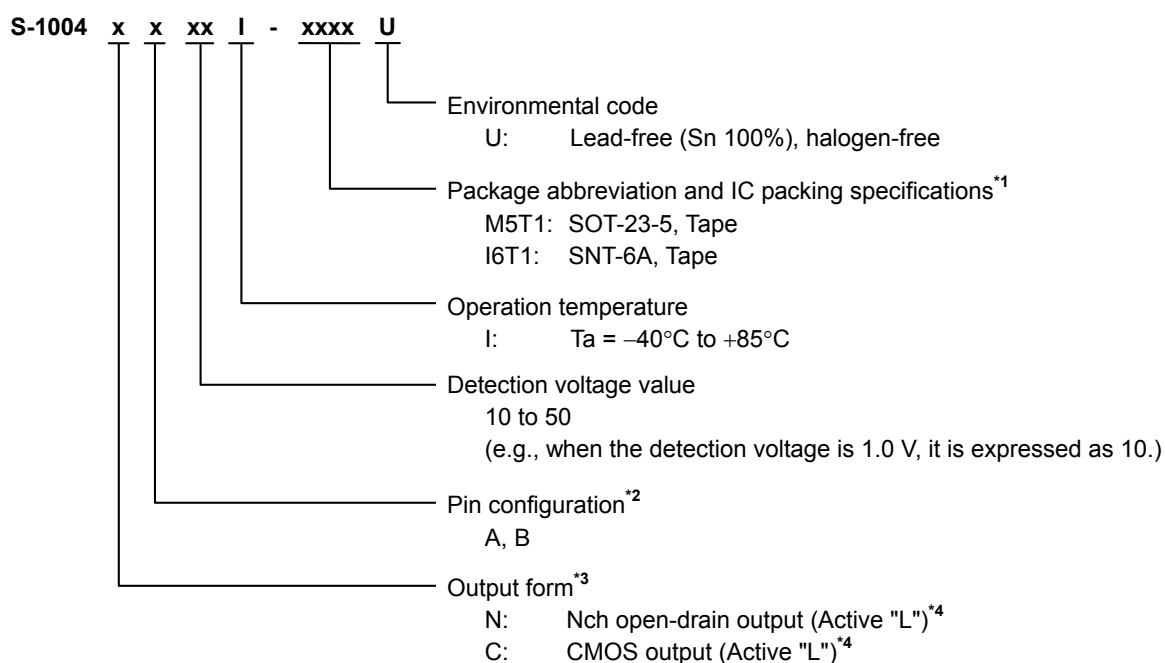 S-1004 x x xx I - xxxx U
Environmental code
U: Lead-free (Sn 100%), halogen-free
Package abbreviation and IC packing specifications*1
M5T1: SOT-23-5, Tape
I6T1: SNT-6A, Tape
Operation temperature
I: Ta = −40°C to +85°C
Detection voltage value
10 to 50
(e.g., when the detection voltage is 1.0 V, it is expressed as 10.)
Pin configuration*2
A, B
Output form*3
N: Nch open-drain output (Active "L")*4
C: CMOS output (Active "L")*4